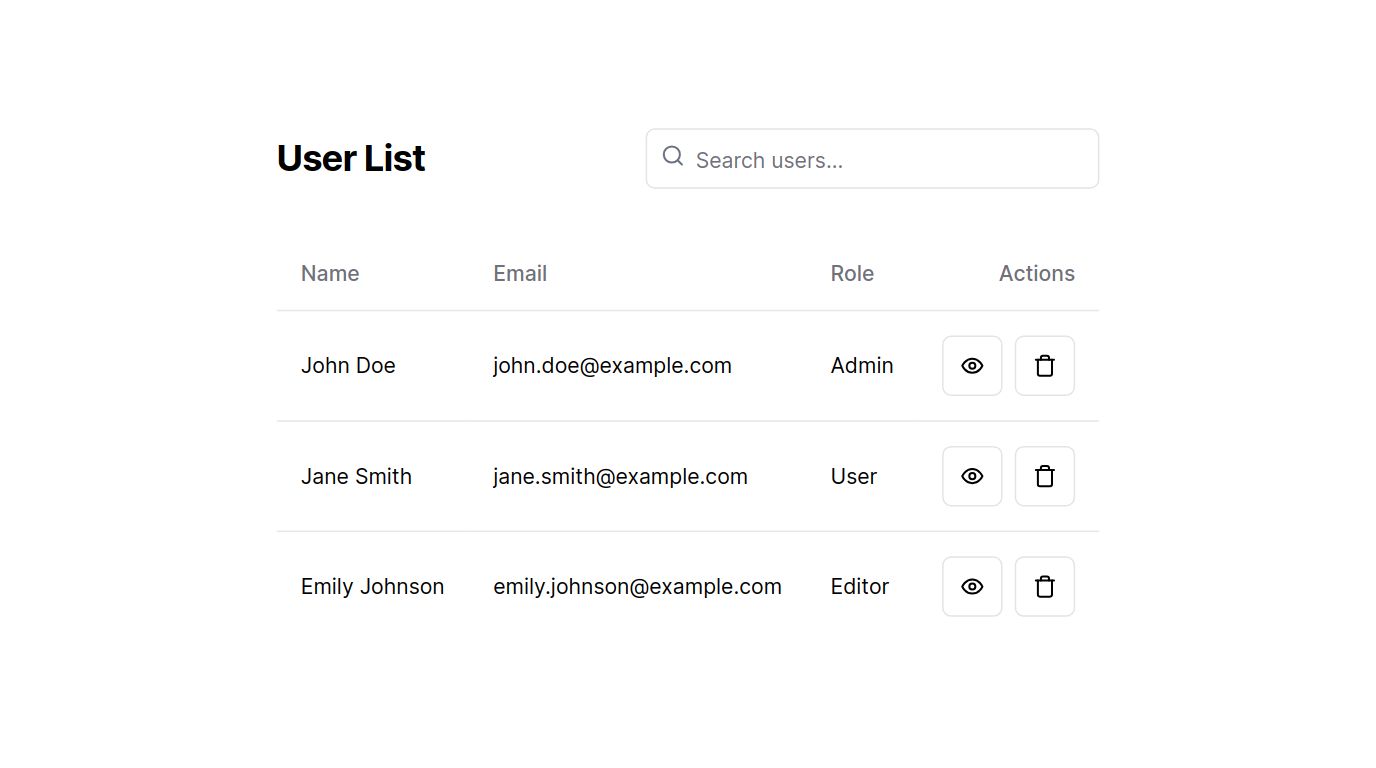 User List
Search users...
Name Email Role Actions
John Doe john.doe@example.com Admin
Jane Smith jane.smith@example.com User
Emily Johnson emily.johnson@example.com Editor